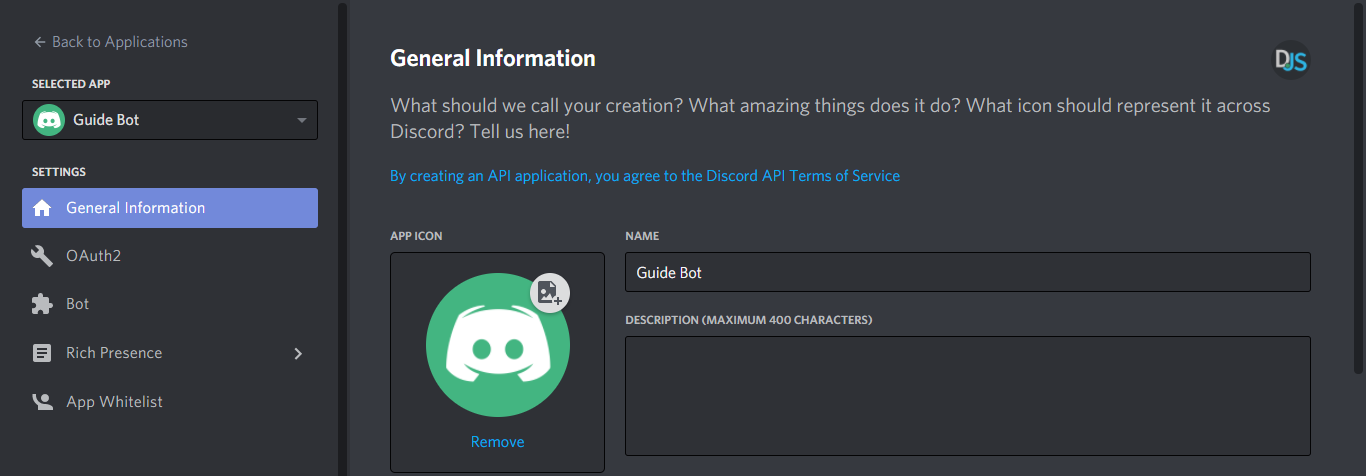 Back to Applications
SELECTED APP
Guide Bot
SETTINGS
General Information
OAuth2
Bot
Rich Presence
App Whitelist
General Information
DJS
What should we call your creation? What amazing things does it do? What icon should represent it across
Discord? Tell us here!
By creating an API application, you agree to the Discord API Terms of Service
APP ICON
Remove
NAME
Guide Bot
DESCRIPTION (MAXIMUM 400 CHARACTERS)